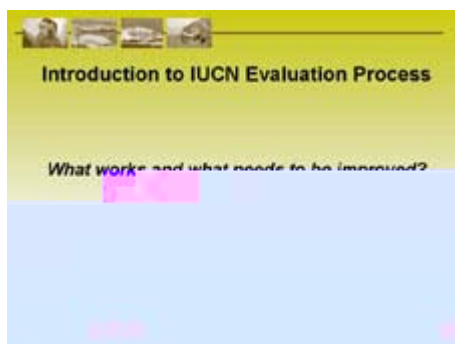 Introduction to IUCN Evaluation Process
What works and what needs to be improved?